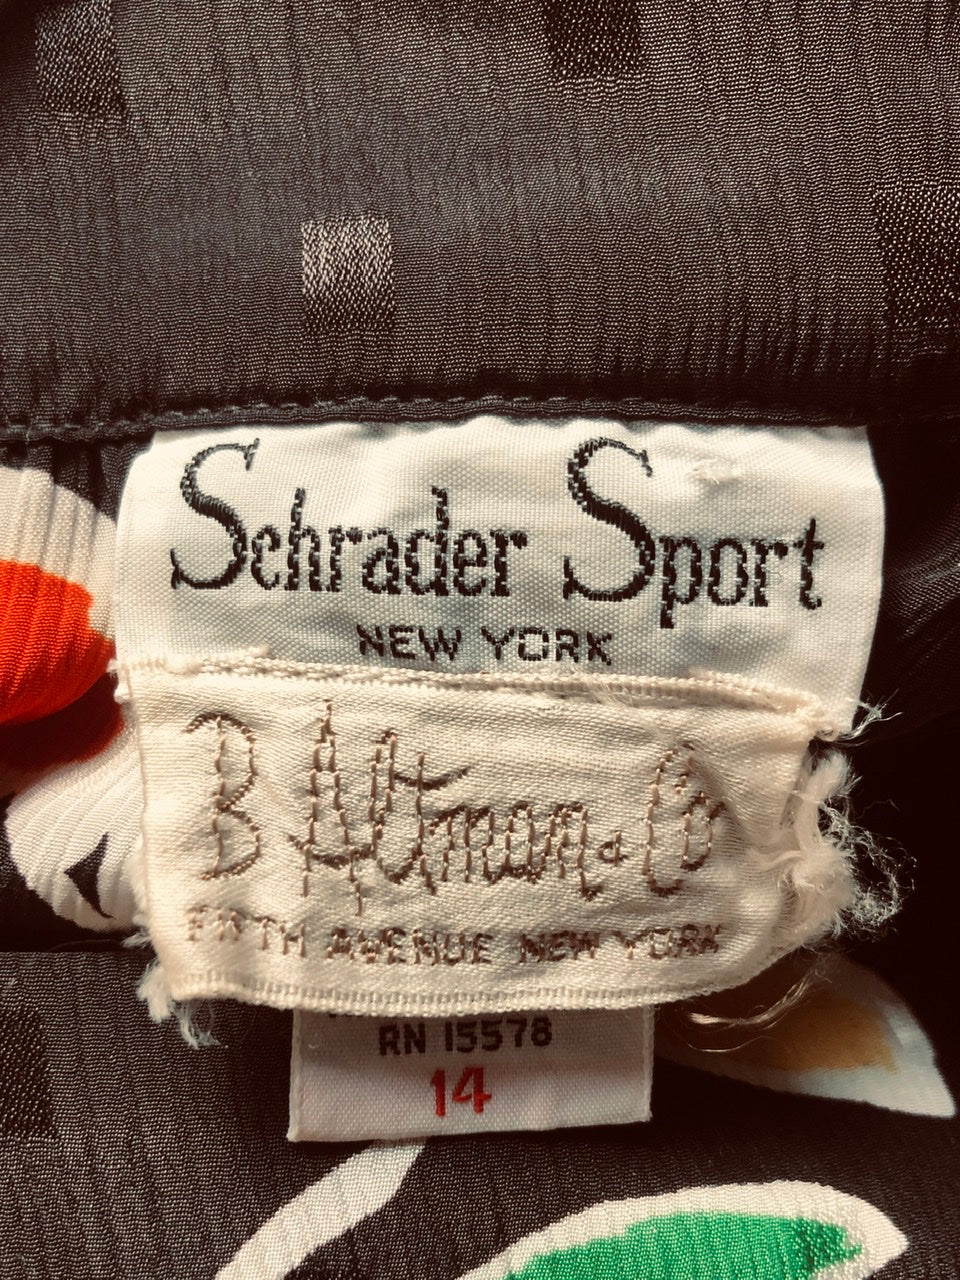 Schrader Sport
NEW YORK
B Altman & Co
FIFTH AVENUE NEW YORK
RN 15578
14